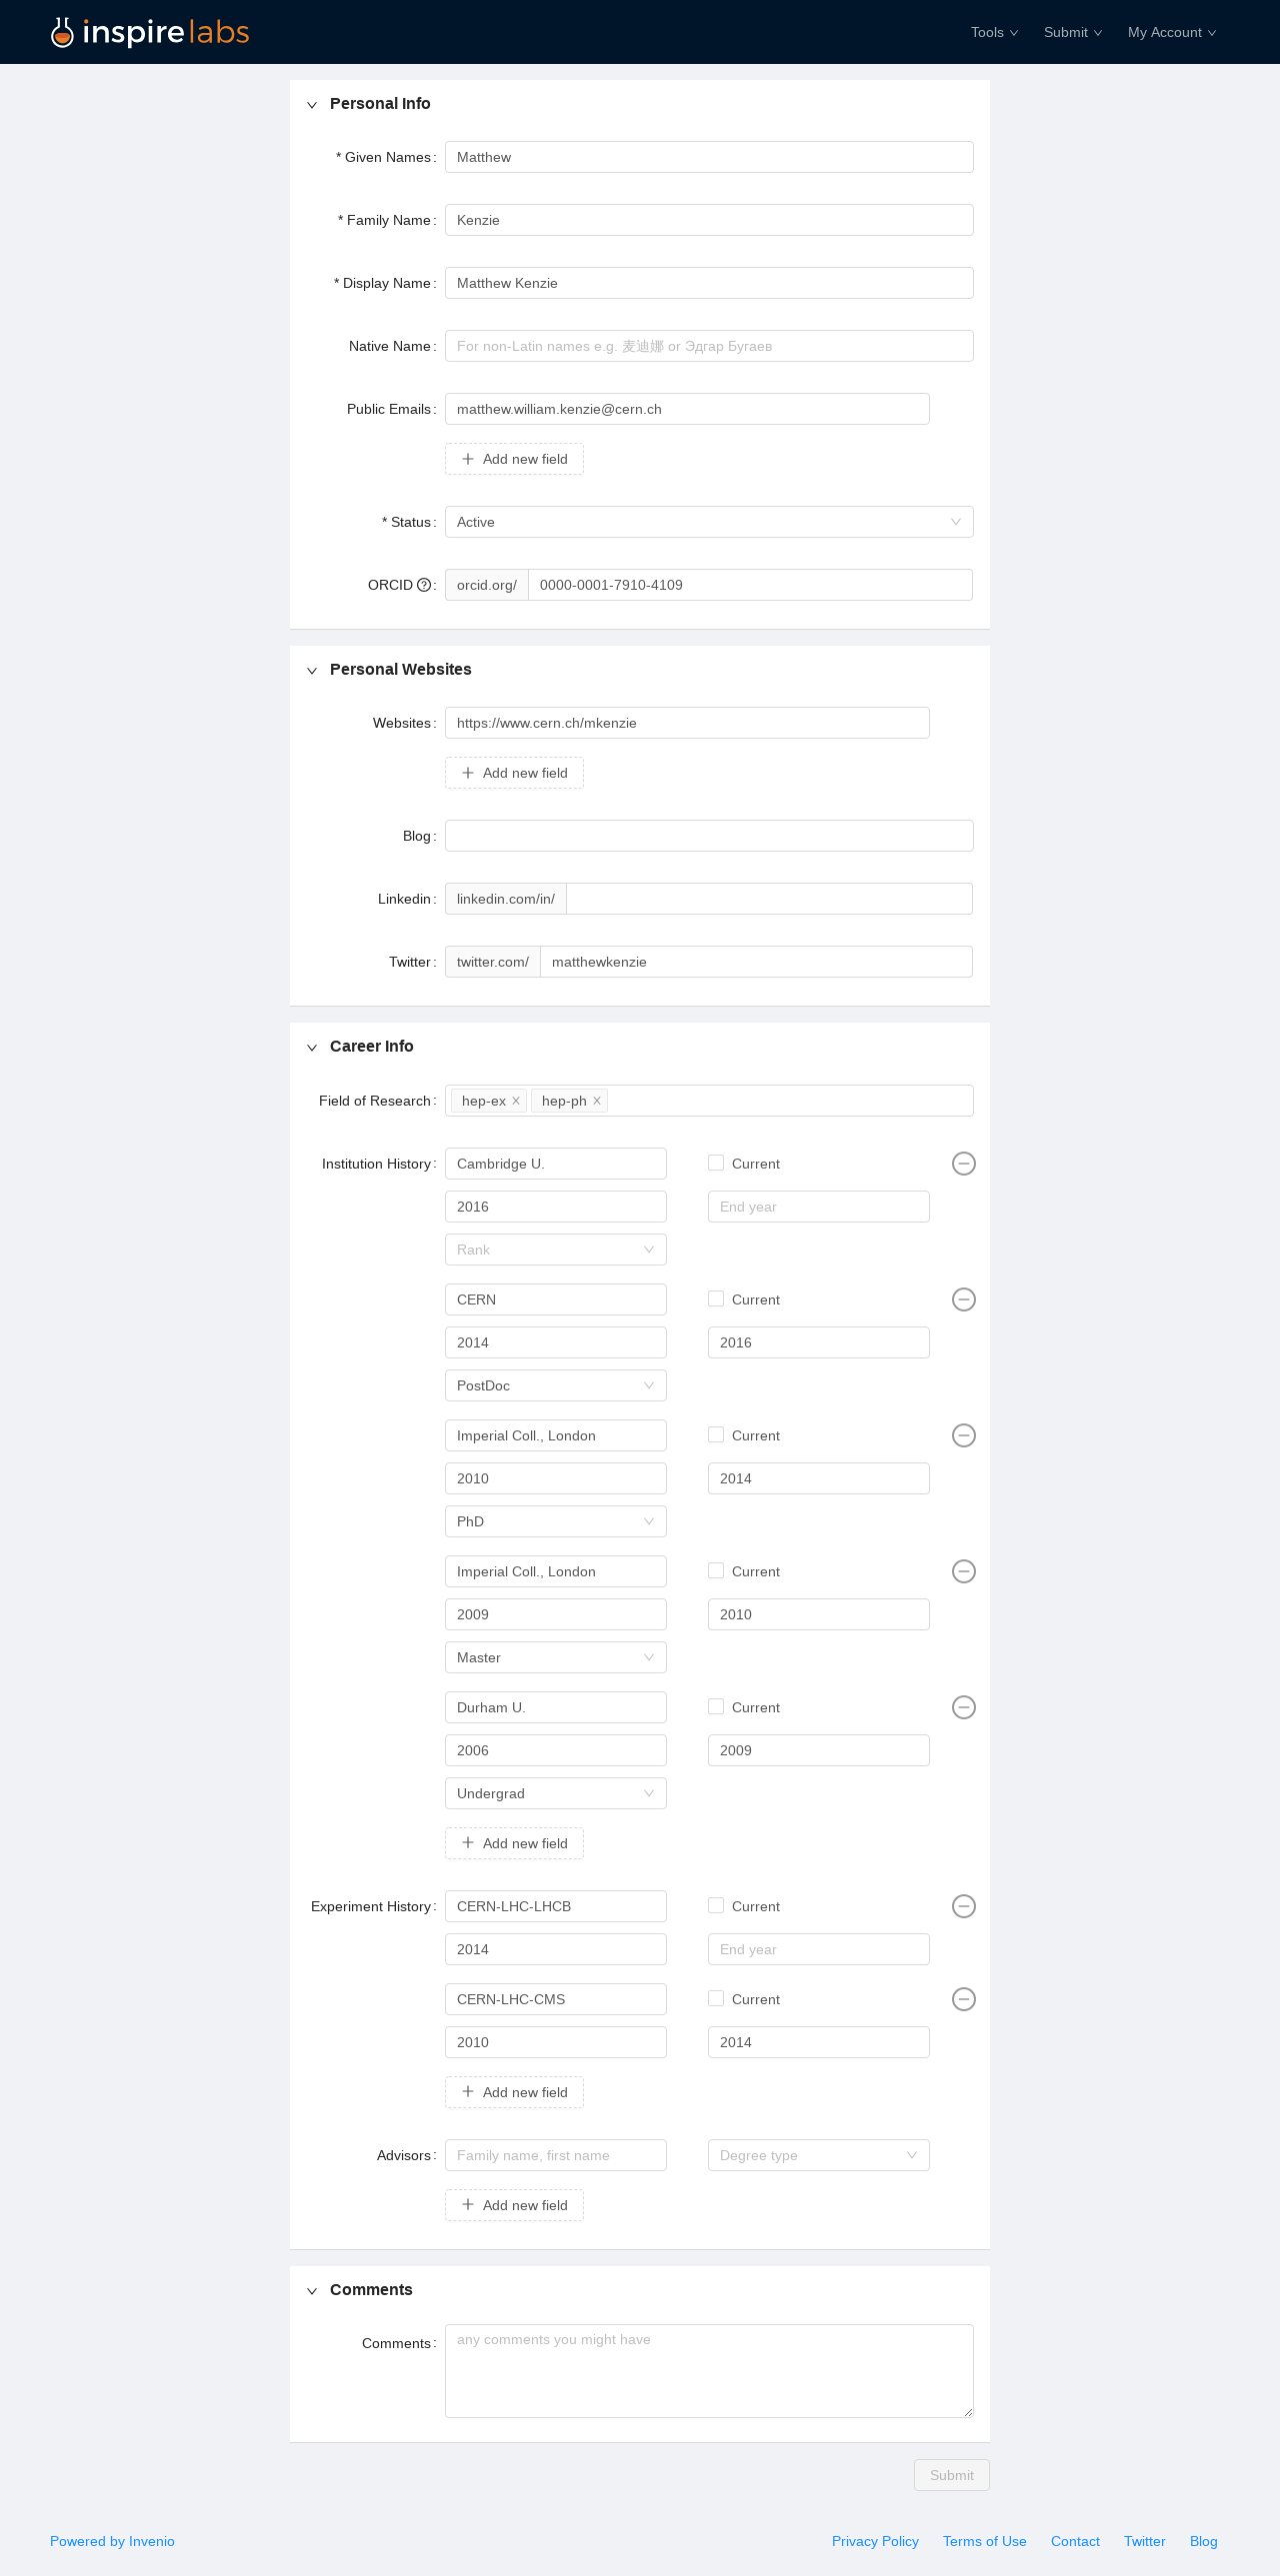 inspire labs Tools Submit My Account
Personal Info
* Given Names: Matthew
* Family Name: Kenzie
* Display Name: Matthew Kenzie
Native Name: For non-Latin names e.g. 麦迪娜 or Эдгар Бугаев
Public Emails: matthew.william.kenzie@cern.ch
Add new field
* Status: Active
ORCID : orcid.org/ 0000-0001-7910-4109
Personal Websites
Websites: https://www.cern.ch/mkenzie
Add new field
Blog:
Linkedin: linkedin.com/in/
Twitter: twitter.com/ matthewkenzie
Career Info
Field of Research: hep-ex hep-ph
Institution History: Cambridge U. Current
2016 End year
Rank
CERN Current
2014 2016
PostDoc
Imperial Coll., London Current
2010 2014
PhD
Imperial Coll., London Current
2009 2010
Master
Durham U. Current
2006 2009
Undergrad
Add new field
Experiment History: CERN-LHC-LHCB Current
2014 End year
CERN-LHC-CMS Current
2010 2014
Add new field
Advisors: Family name, first name Degree type
Add new field
Comments
Comments: any comments you might have
Submit
Powered by Invenio Privacy Policy Terms of Use Contact Twitter Blog